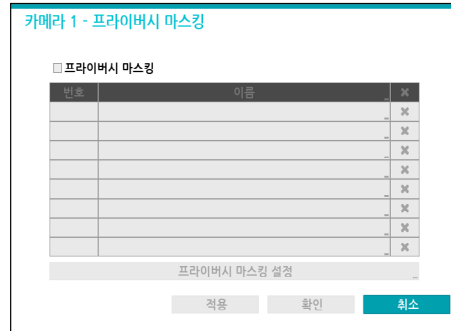 카메라 1 - 프라이버시 마스킹
프라이버시 마스킹
번호 이름
프라이버시 마스킹 설정
적용 확인 취소